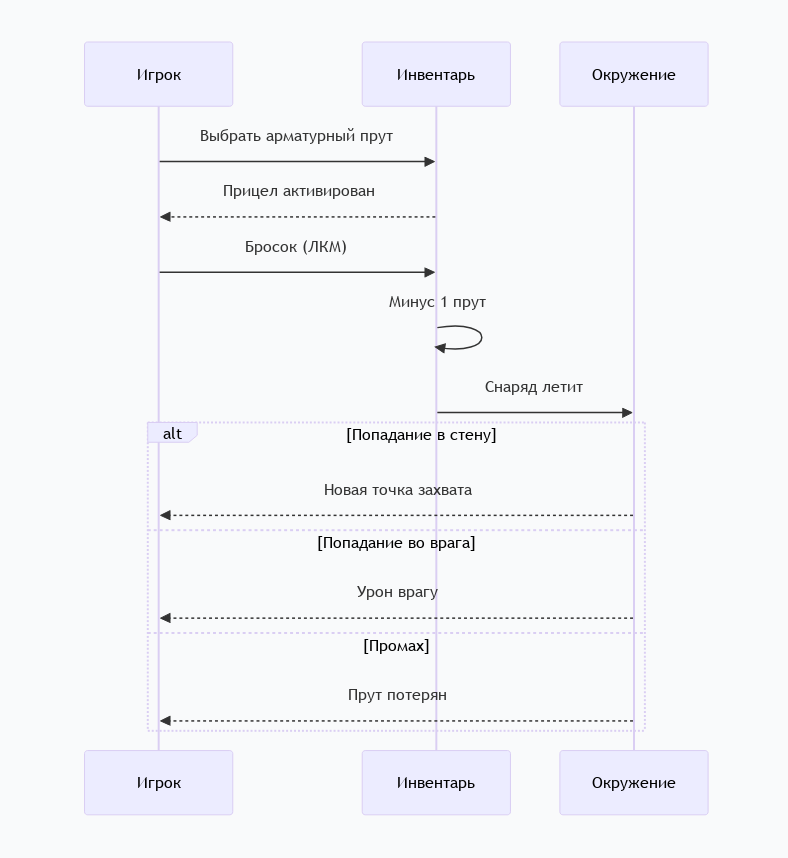 Игрок
Инвентарь
Окружение
Выбрать арматурный прут
Прицел активирован
Бросок (ЛКМ)
Минус 1 прут
Снаряд летит
alt
[Попадание в стену]
Новая точка захвата
[Попадание во врага]
Урон врагу
[Промах]
Прут потерян
Игрок
Инвентарь
Окружение